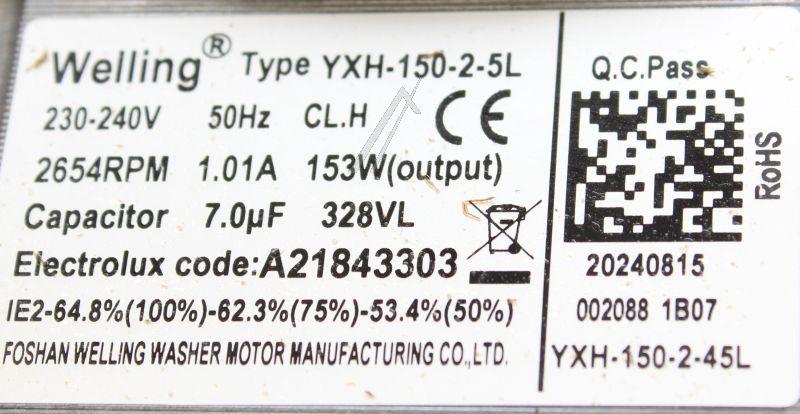 Welling® Type YXH-150-2-5L
230-240V 50Hz CL.H CE
2654RPM 1.01A 153W(output)
Capacitor 7.0µF 328VL
Electrolux code:A21843303
IE2-64.8%(100%)-62.3%(75%)-53.4%(50%)
FOSHAN WELLING WASHER MOTOR MANUFACTURING CO.,LTD.
Q.C.Pass
RoHS
20240815
002088 1B07
YXH-150-2-45L